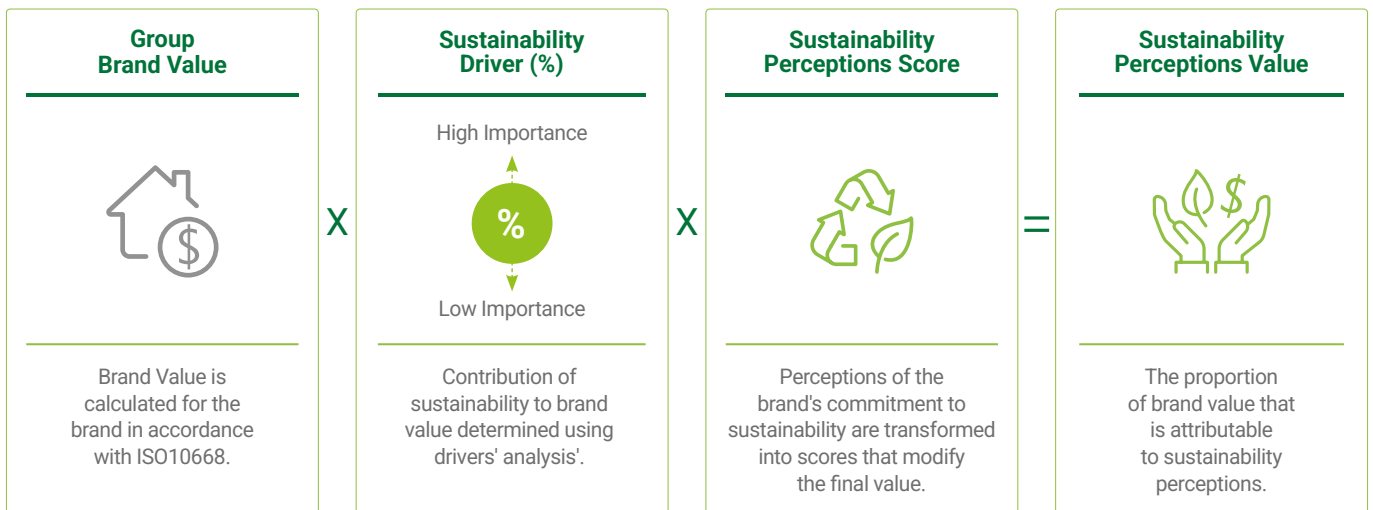 Group
Brand Value
$
Brand Value is
calculated for the
brand in accordance
with ISO10668.
X
Sustainability
Driver (%)
High Importance
%
Low Importance
Contribution of
sustainability to brand
value determined using
drivers' analysis'.
X
Sustainability
Perceptions Score
Perceptions of the
brand's commitment to
sustainability are transformed
into scores that modify
the final value.
=
Sustainability
Perceptions Value
$
The proportion
of brand value that
is attributable
to sustainability
perceptions.